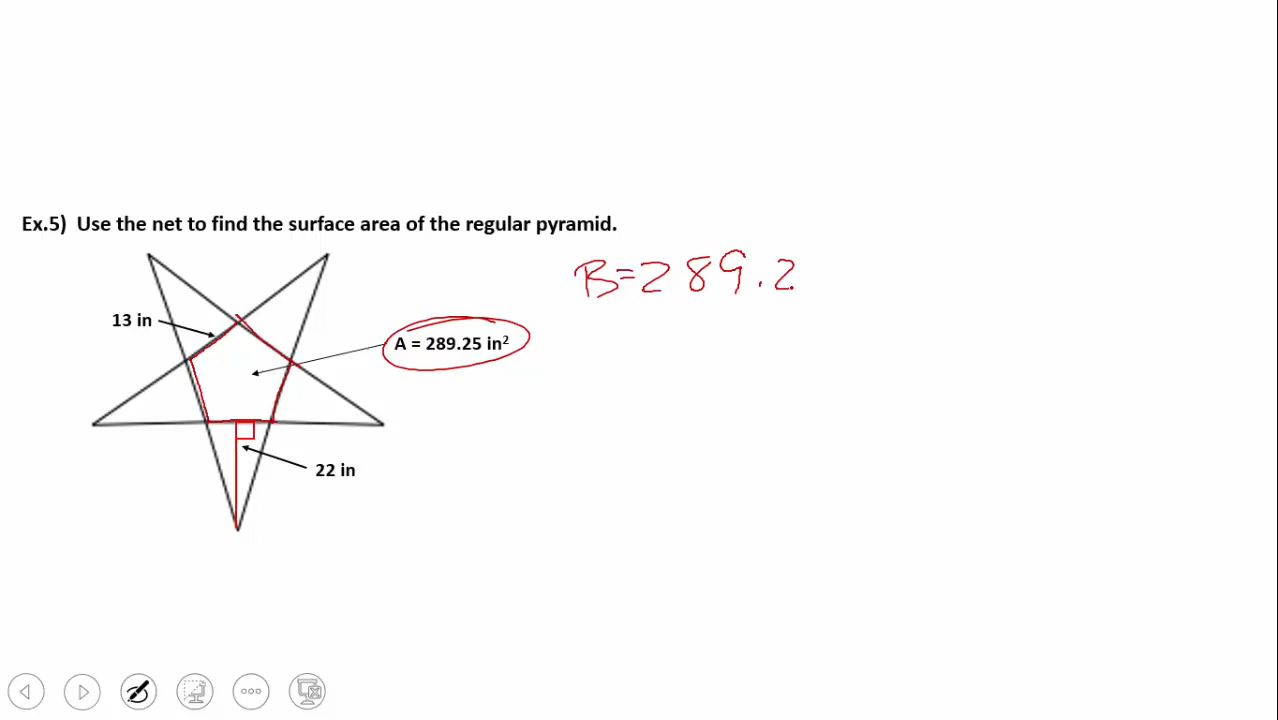 Ex.5) Use the net to find the surface area of the regular pyramid.
B=289.2
13 in
A = 289.25 in²
22 in